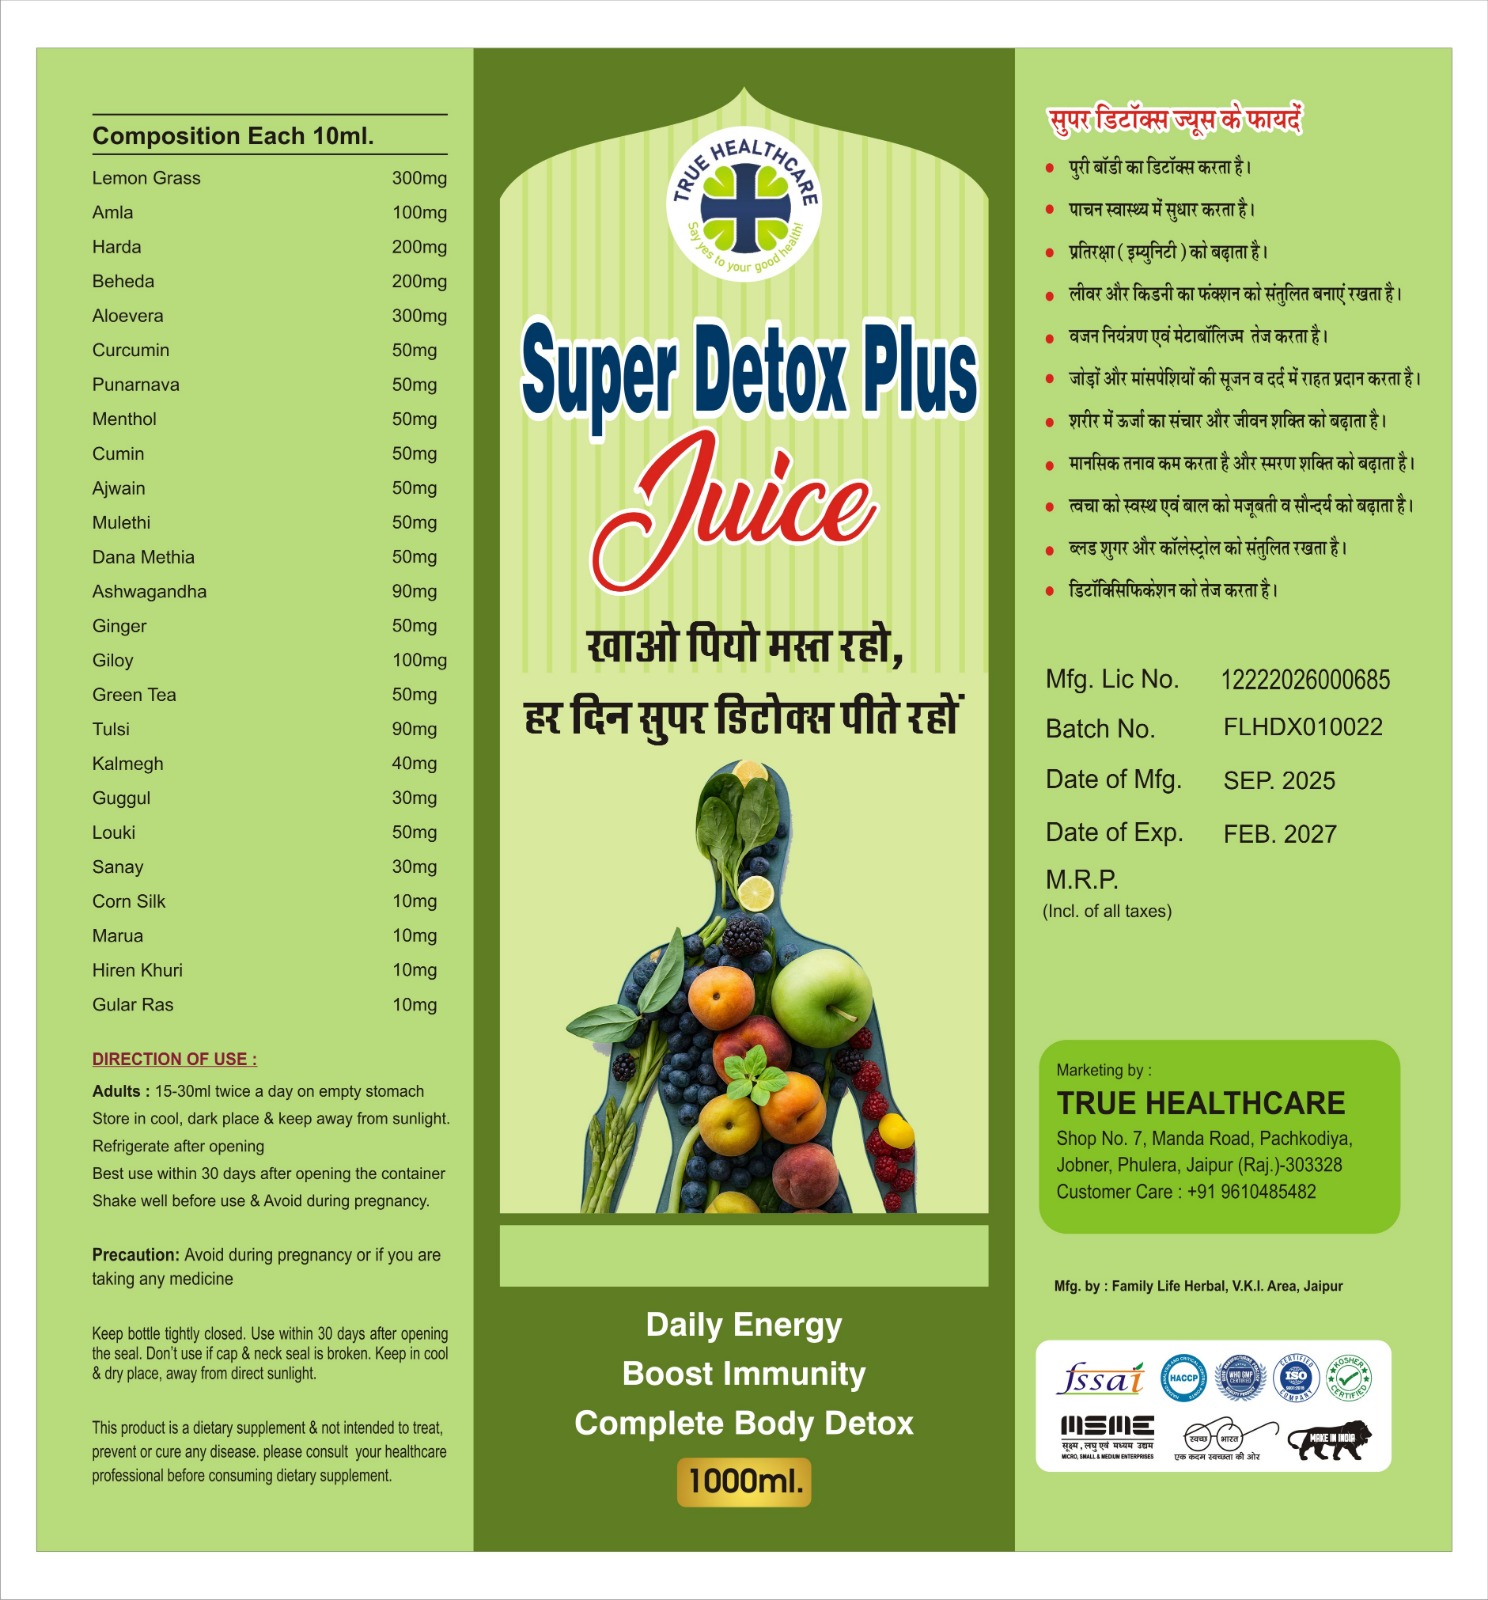 Composition Each 10ml.
Lemon Grass 300mg
Amla 100mg
Harda 200mg
Beheda 200mg
Aloevera 300mg
Curcumin 50mg
Punarnava 50mg
Menthol 50mg
Cumin 50mg
Ajwain 50mg
Mulethi 50mg
Dana Methia 50mg
Ashwagandha 90mg
Ginger 50mg
Giloy 100mg
Green Tea 50mg
Tulsi 90mg
Kalmegh 40mg
Guggul 30mg
Louki 50mg
Sanay 30mg
Corn Silk 10mg
Marua 10mg
Hiren Khuri 10mg
Gular Ras 10mg
DIRECTION OF USE :
Adults : 15-30ml twice a day on empty stomach
Store in cool, dark place & keep away from sunlight.
Refrigerate after opening
Best use within 30 days after opening the container
Shake well before use & Avoid during pregnancy.
Precaution: Avoid during pregnancy or if you are
taking any medicine
Keep bottle tightly closed. Use within 30 days after opening
the seal. Don't use if cap & neck seal is broken. Keep in cool
& dry place, away from direct sunlight.
This product is a dietary supplement & not intended to treat,
prevent or cure any disease. please consult your healthcare
professional before consuming dietary supplement.
TRUE HEALTHCARE
Say yes to your good health!
Super Detox Plus
Juice
खाओ पियो मस्त रहो,
हर दिन सुपर डिटोक्स पीते रहों
Daily Energy
Boost Immunity
Complete Body Detox
1000ml.
सुपर डिटॉक्स ज्यूस के फायदें
पुरी बॉडी का डिटॉक्स करता है।
पाचन स्वास्थ्य में सुधार करता है।
प्रतिरक्षा ( इम्युनिटी ) को बढ़ाता है।
लीवर और किडनी का फंक्शन को संतुलित बनाएं रखता है।
वजन नियंत्रण एवं मेटाबॉलिज्म तेज करता है।
जोड़ों और मांसपेशियों की सूजन व दर्द में राहत प्रदान करता है।
शरीर में ऊर्जा का संचार और जीवन शक्ति को बढ़ाता है।
मानसिक तनाव कम करता है और स्मरण शक्ति को बढ़ाता है।
त्वचा को स्वस्थ एवं बाल को मजूबती व सौन्दर्य को बढ़ाता है।
ब्लड शुगर और कॉलेस्ट्रोल को संतुलित रखता है।
डिटॉक्सिफिकेशन को तेज करता है।
Mfg. Lic No. 12222026000685
Batch No. FLHDX010022
Date of Mfg. SEP. 2025
Date of Exp. FEB. 2027
M.R.P.
(Incl. of all taxes)
Marketing by :
TRUE HEALTHCARE
Shop No. 7, Manda Road, Pachkodiya,
Jobner, Phulera, Jaipur (Raj.)-303328
Customer Care : +91 9610485482
Mfg. by : Family Life Herbal, V.K.I. Area, Jaipur
fssai
HACCP
WHO GMP
CERTIFIED
CERTIFIED
ISO
COMPANY
KOSHER
CERTIFIED
MSME
सूक्ष्म, लघु एवं मध्यम उद्यम
MICRO, SMALL & MEDIUM ENTERPRISES
स्वच्छ भारत
एक कदम स्वच्छता की ओर
MAKE IN INDIA